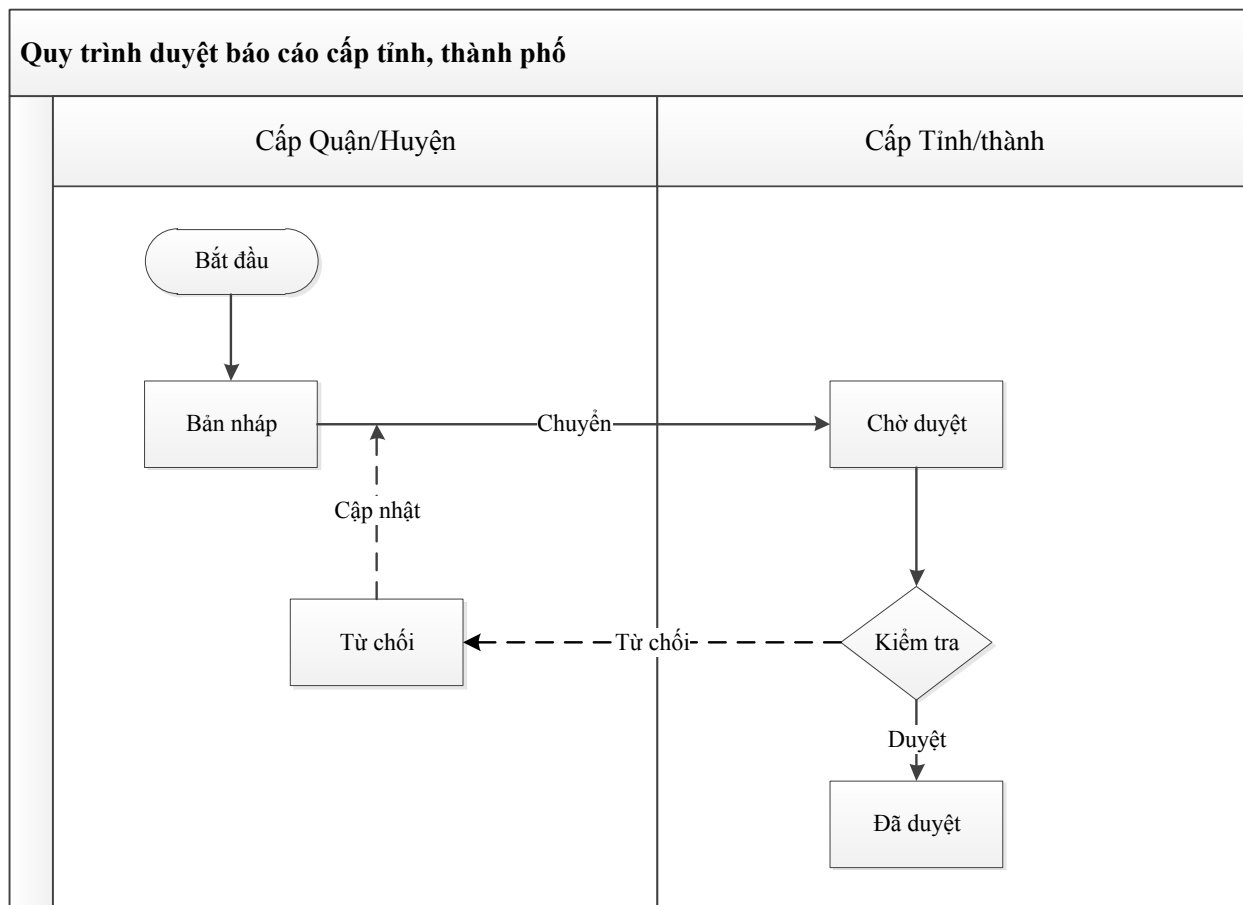 Quy trình duyệt báo cáo cấp tỉnh, thành phố
Cấp Quận/Huyện
Cấp Tỉnh/thành
Bắt đầu
Bản nháp
Chuyển
Chờ duyệt
Cập nhật
Từ chối
Từ chối
Kiểm tra
Duyệt
Đã duyệt